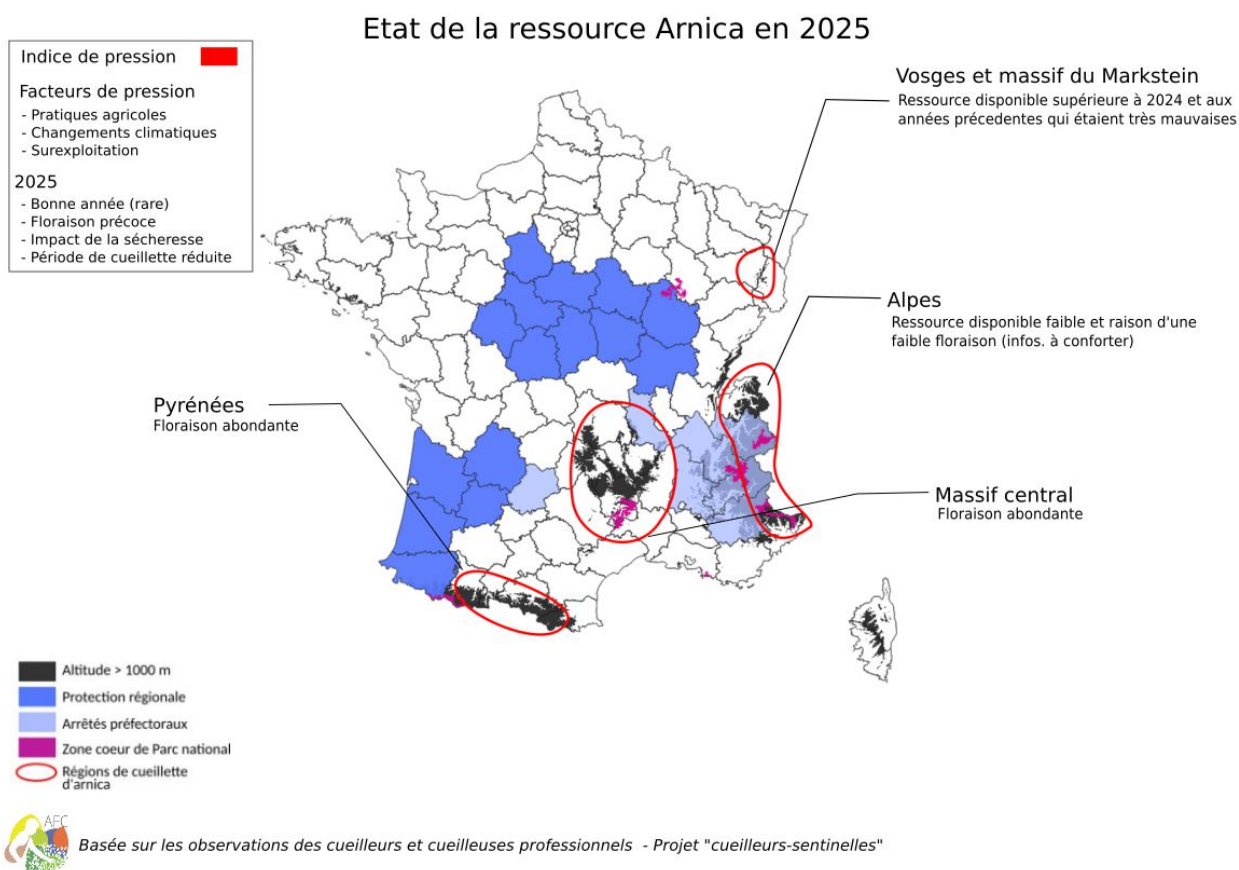 Etat de la ressource Arnica en 2025
Indice de pression
Facteurs de pression
- Pratiques agricoles
- Changements climatiques
- Surexploitation
2025
- Bonne année (rare)
- Floraison précoce
- Impact de la sécheresse
- Période de cueillette réduite
Vosges et massif du Markstein
Ressource disponible supérieure à 2024 et aux
années précedentes qui étaient très mauvaises
Alpes
Ressource disponible faible et raison d'une
faible floraison (infos. à conforter)
Pyrénées
Floraison abondante
Massif central
Floraison abondante
Altitude > 1000 m
Protection régionale
Arrêtés préfectoraux
Zone coeur de Parc national
Régions de cueillette
d'arnica
AFC
Basée sur les observations des cueilleurs et cueilleuses professionnels - Projet "cueilleurs-sentinelles"